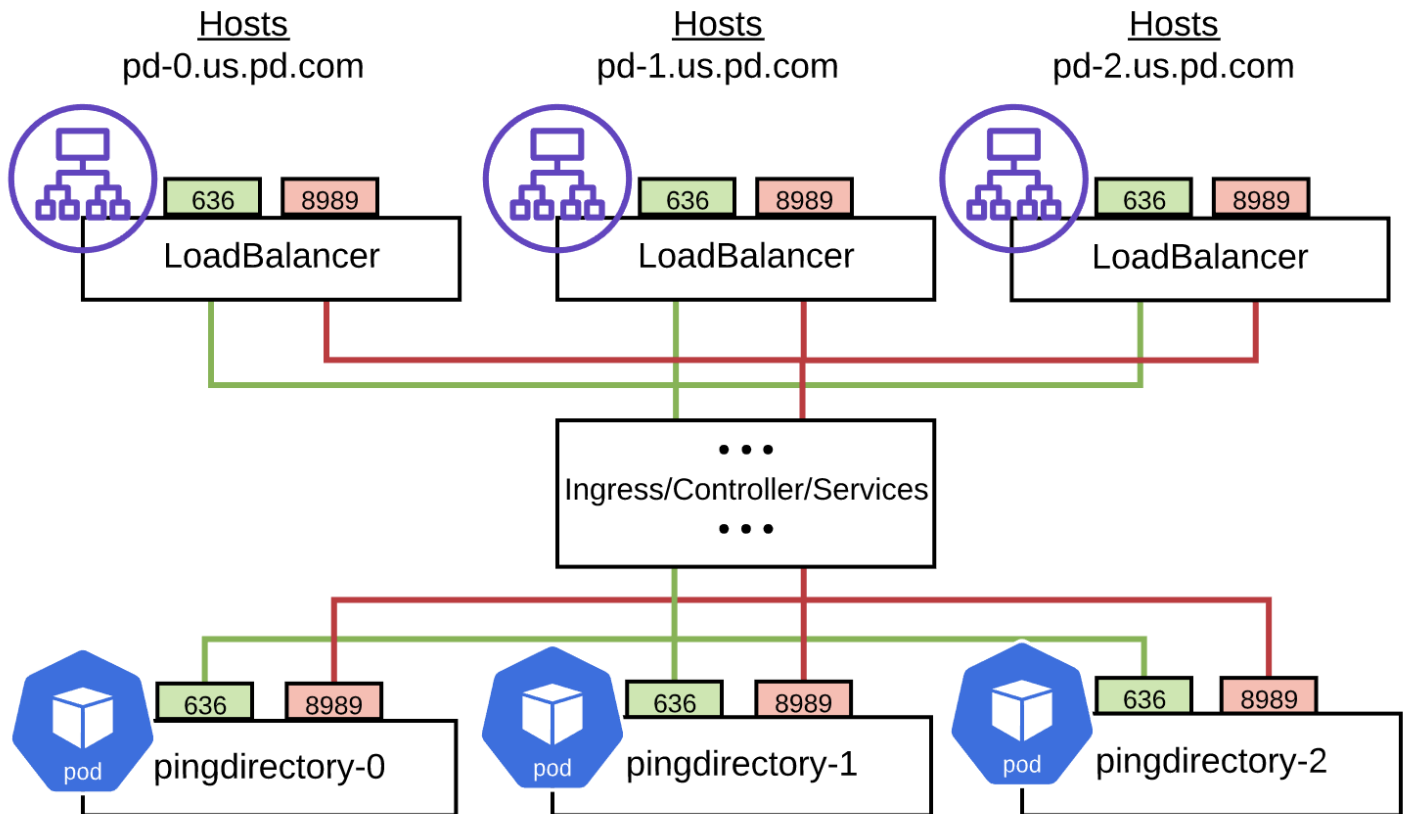 Hosts
pd-0.us.pd.com
Hosts
pd-1.us.pd.com
Hosts
pd-2.us.pd.com
636
8989
LoadBalancer
636
8989
LoadBalancer
636
8989
LoadBalancer
• • •
Ingress/Controller/Services
• • •
636
8989
pingdirectory-0
pod
636
8989
pingdirectory-1
pod
636
8989
pingdirectory-2
pod